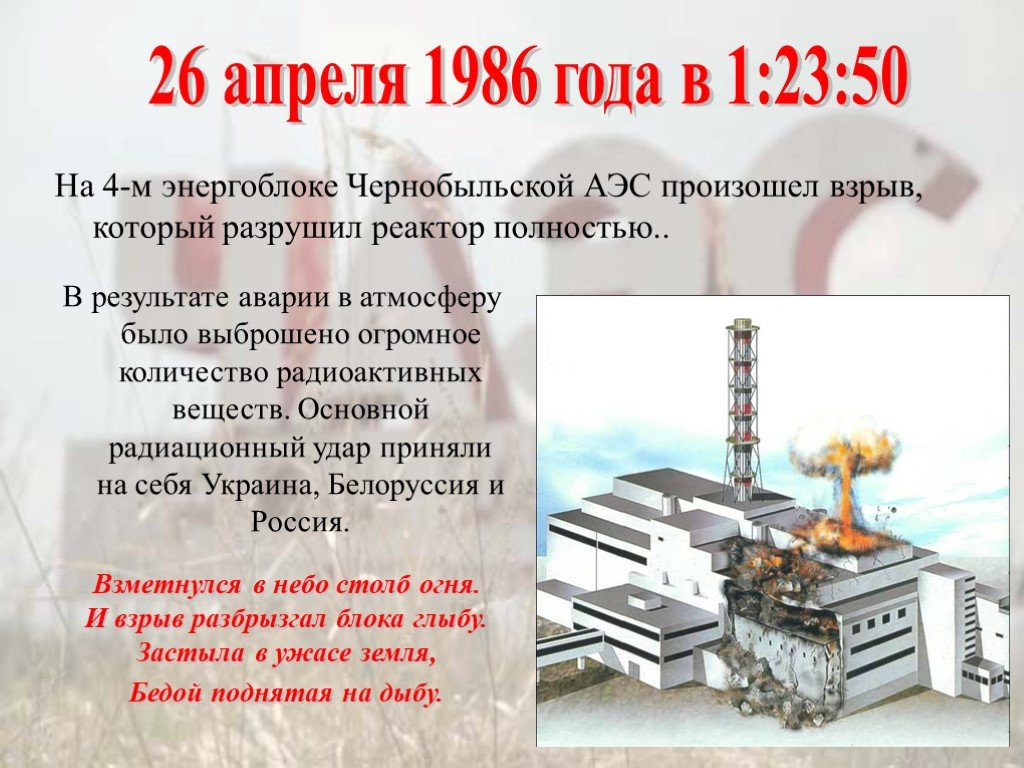 26 апреля 1986 года в 1:23:50
На 4-м энергоблоке Чернобыльской АЭС произошел взрыв,
который разрушил реактор полностью..
В результате аварии в атмосферу
было выброшено огромное
количество радиоактивных
веществ. Основной
радиационный удар приняли
на себя Украина, Белоруссия и
Россия.
Взметнулся в небо столб огня.
И взрыв разбрызгал блока глыбу.
Застыла в ужасе земля,
Бедой поднятая на дыбу.